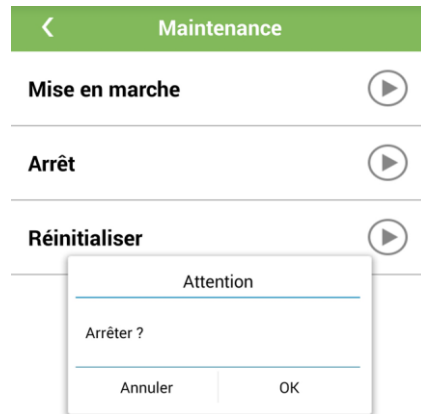 Maintenance
Mise en marche
Arrêt
Réinitialiser
Attention
Arrêter ?
Annuler OK